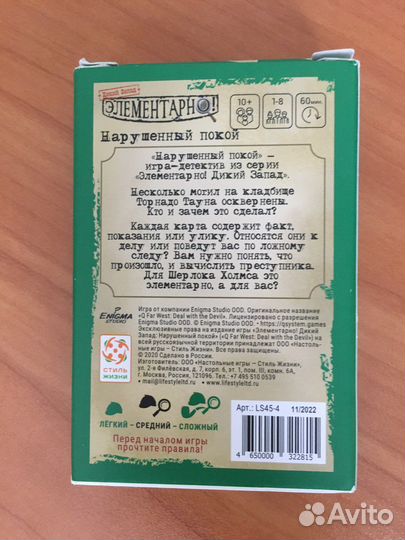 Дикий Запад
ЭЛЕМЕНТАРНО!
10+
1-8
60мин.
Нарушенный покой
«Нарушенный покой» —
игра-детектив из серии
«Элементарно! Дикий Запад».
Несколько могил на кладбище
Торнадо Тауна осквернены.
Кто и зачем это сделал?
Каждая карта содержит факт,
показания или улику. Относятся они к
делу или поведут вас по ложному
следу? Вам нужно понять, что
произошло, и вычислить преступника.
Для Шерлока Холмса это
элементарно, а для вас?
ENIGMA
STUDIO
Игра от компании Enigma Studio ООО. Оригинальное название
«Q Far West: Deal with the Devil». Лицензировано с разрешения
Enigma Studio ООО. © Enigma Studio ООО. • https://qsystem.games
Эксклюзивные права на издание игры «Элементарно! Дикий
Запад: Нарушенный покой» («Q Far West: Deal with the Devil») на
всей русскоязычной территории принадлежат ООО «Настоль-
ные игры — Стиль Жизни». Все права защищены.
© 2020 Сделано в России.
Изготовитель: ООО «Настольные игры — Стиль Жизни»,
ул. 2-я Филёвская, д. 7, корп. 6, эт. 1, пом. III, комн. 6А,
г. Москва, Россия, 121096. Тел.: +7 495 510 0539
mail@lifestyleltd.ru • www.lifestyleltd.ru
СТИЛЬ
ЖИЗНИ
ЛЁГКИЙ - СРЕДНИЙ - СЛОЖНЫЙ
Перед началом игры
прочтите правила!
Арт.: LS45-4
11/2022
4 650000 322815
Avito